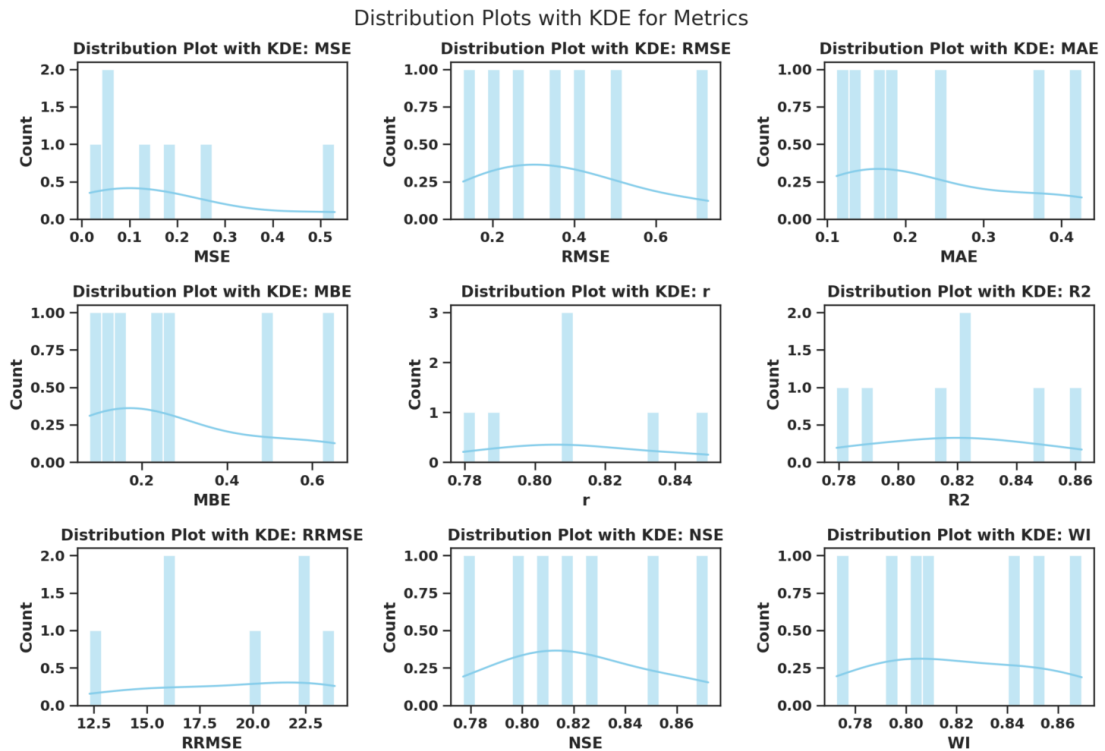 Distribution Plots with KDE for Metrics
Distribution Plot with KDE: MSE
Count
2.0
1.5
1.0
0.5
0.0
0.0 0.1 0.2 0.3 0.4 0.5
MSE
Distribution Plot with KDE: RMSE
Count
1.00
0.75
0.50
0.25
0.00
0.2 0.4 0.6
RMSE
Distribution Plot with KDE: MAE
Count
1.00
0.75
0.50
0.25
0.00
0.1 0.2 0.3 0.4
MAE
Distribution Plot with KDE: MBE
Count
1.00
0.75
0.50
0.25
0.00
0.2 0.4 0.6
MBE
Distribution Plot with KDE: r
Count
3
2
1
0
0.78 0.80 0.82 0.84
r
Distribution Plot with KDE: R2
Count
2.0
1.5
1.0
0.5
0.0
0.78 0.80 0.82 0.84 0.86
R2
Distribution Plot with KDE: RRMSE
Count
2.0
1.5
1.0
0.5
0.0
12.5 15.0 17.5 20.0 22.5
RRMSE
Distribution Plot with KDE: NSE
Count
1.00
0.75
0.50
0.25
0.00
0.78 0.80 0.82 0.84 0.86
NSE
Distribution Plot with KDE: WI
Count
1.00
0.75
0.50
0.25
0.00
0.78 0.80 0.82 0.84 0.86
WI